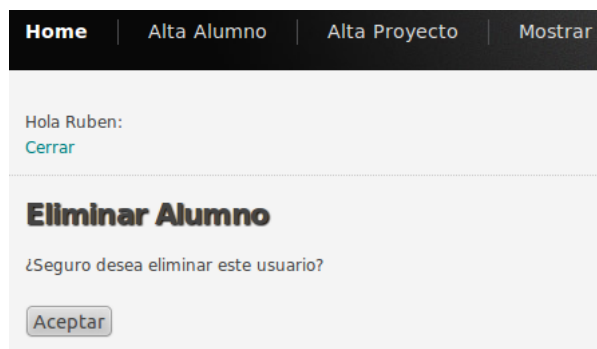 Home Alta Alumno Alta Proyecto Mostrar
Hola Ruben:
Cerrar
Eliminar Alumno
¿Seguro desea eliminar este usuario?
Aceptar